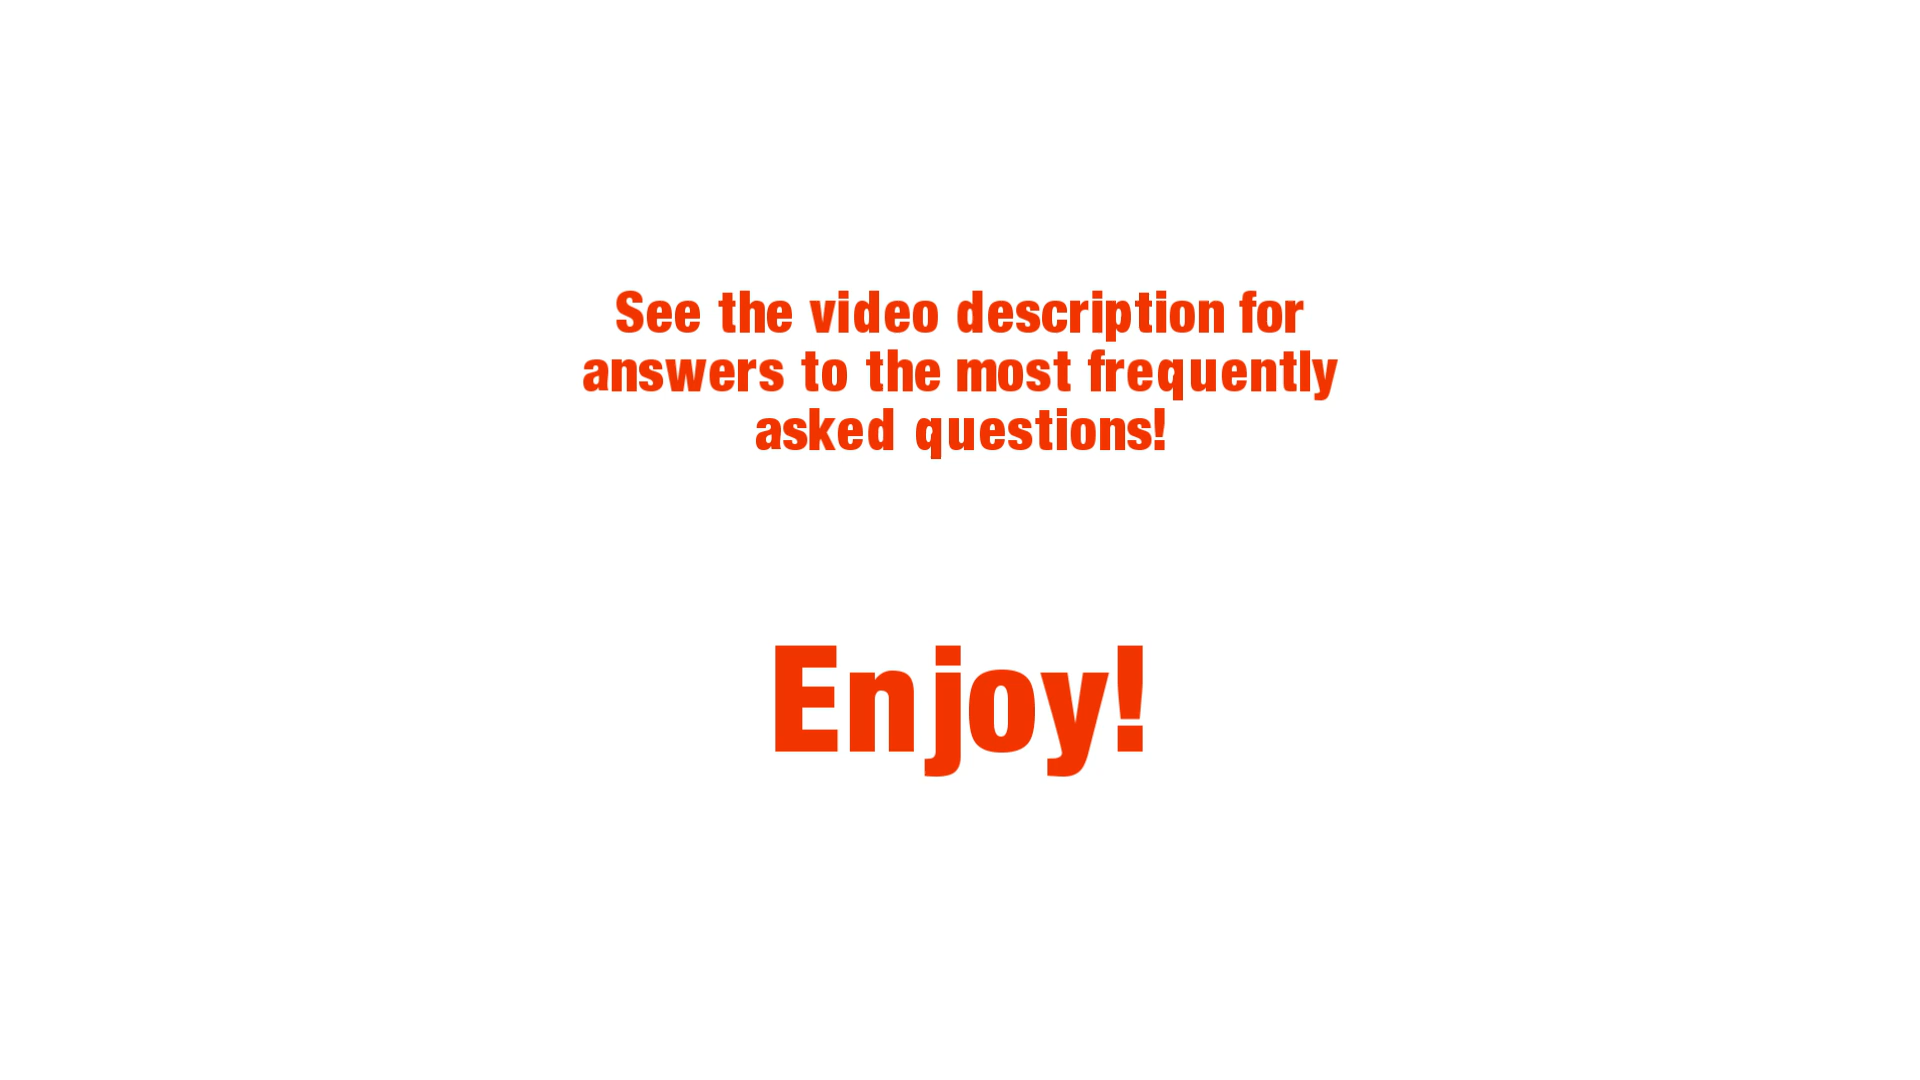 See the video description for
answers to the most frequently
asked questions!
Enjoy!